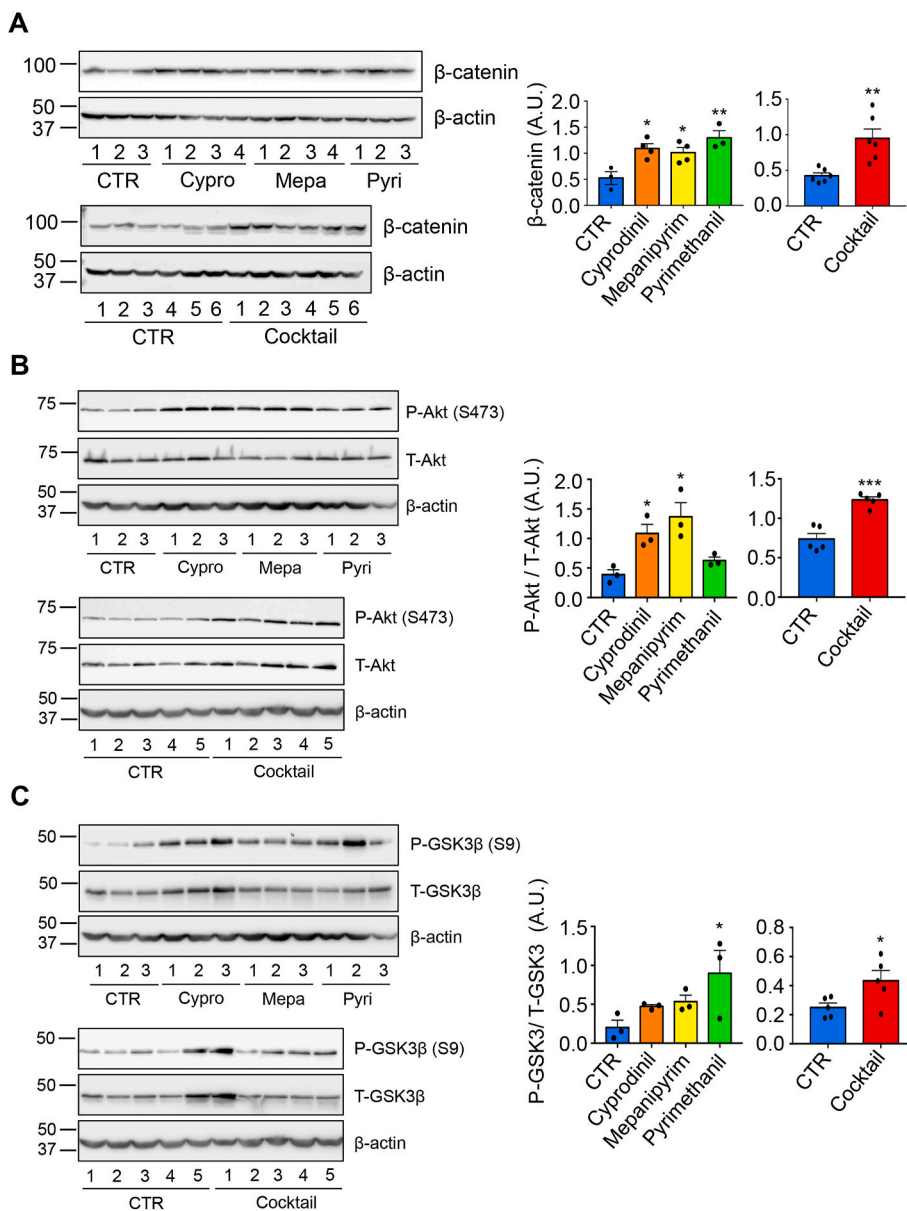 A
100
β-catenin
50
37
β-actin
1 2 3 1 2 3 4 1 2 3 4 1 2 3
CTR Cypro Mepa Pyri
100
β-catenin
50
37
β-actin
1 2 3 4 5 6 1 2 3 4 5 6
CTR Cocktail
β-catenin (A.U.)
2.0
1.5
1.0
0.5
0.0
* * **
CTR
Cyprodinil
Mepanipyrim
Pyrimethanil
1.5
1.0
0.5
0.0
**
CTR
Cocktail
B
75
P-Akt (S473)
75
T-Akt
50
37
β-actin
1 2 3 1 2 3 1 2 3 1 2 3
CTR Cypro Mepa Pyri
75
P-Akt (S473)
75
T-Akt
50
37
β-actin
1 2 3 4 5 1 2 3 4 5
CTR Cocktail
P-Akt / T-Akt (A.U.)
2.0
1.5
1.0
0.5
0.0
* *
CTR
Cyprodinil
Mepanipyrim
Pyrimethanil
1.5
1.0
0.5
0.0
***
CTR
Cocktail
C
50
P-GSK3β (S9)
50
T-GSK3β
50
37
β-actin
1 2 3 1 2 3 1 2 3 1 2 3
CTR Cypro Mepa Pyri
50
P-GSK3β (S9)
50
T-GSK3β
50
37
β-actin
1 2 3 4 5 1 2 3 4 5
CTR Cocktail
P-GSK3/ T-GSK3 (A.U.)
1.5
1.0
0.5
0.0
*
CTR
Cyprodinil
Mepanipyrim
Pyrimethanil
0.8
0.6
0.4
0.2
0.0
*
CTR
Cocktail